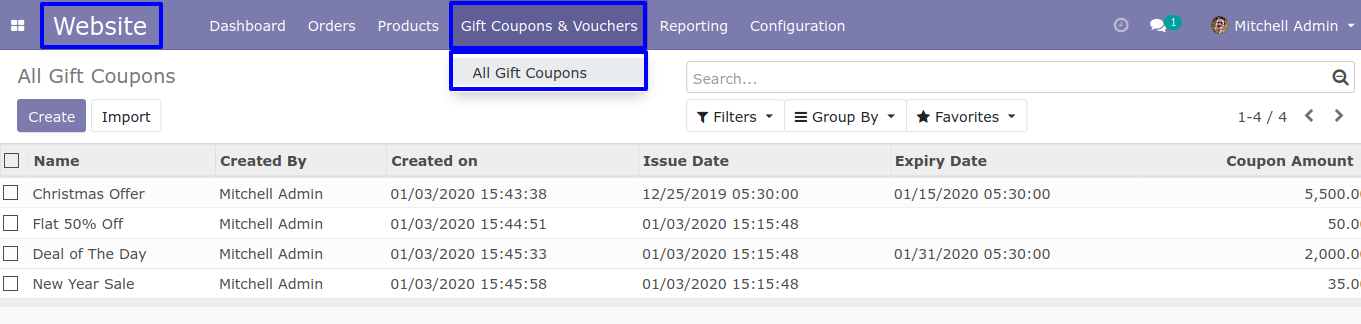 Website Dashboard Orders Products Gift Coupons & Vouchers Reporting Configuration 1 Mitchell Admin
All Gift Coupons
All Gift Coupons
Search...
Create Import
Filters Group By Favorites 1-4 / 4
Name Created By Created on Issue Date Expiry Date Coupon Amount
Christmas Offer Mitchell Admin 01/03/2020 15:43:38 12/25/2019 05:30:00 01/15/2020 05:30:00 5,500.0
Flat 50% Off Mitchell Admin 01/03/2020 15:44:51 01/03/2020 15:15:48 50.0
Deal of The Day Mitchell Admin 01/03/2020 15:45:33 01/03/2020 15:15:48 01/31/2020 05:30:00 2,000.0
New Year Sale Mitchell Admin 01/03/2020 15:45:58 01/03/2020 15:15:48 35.0